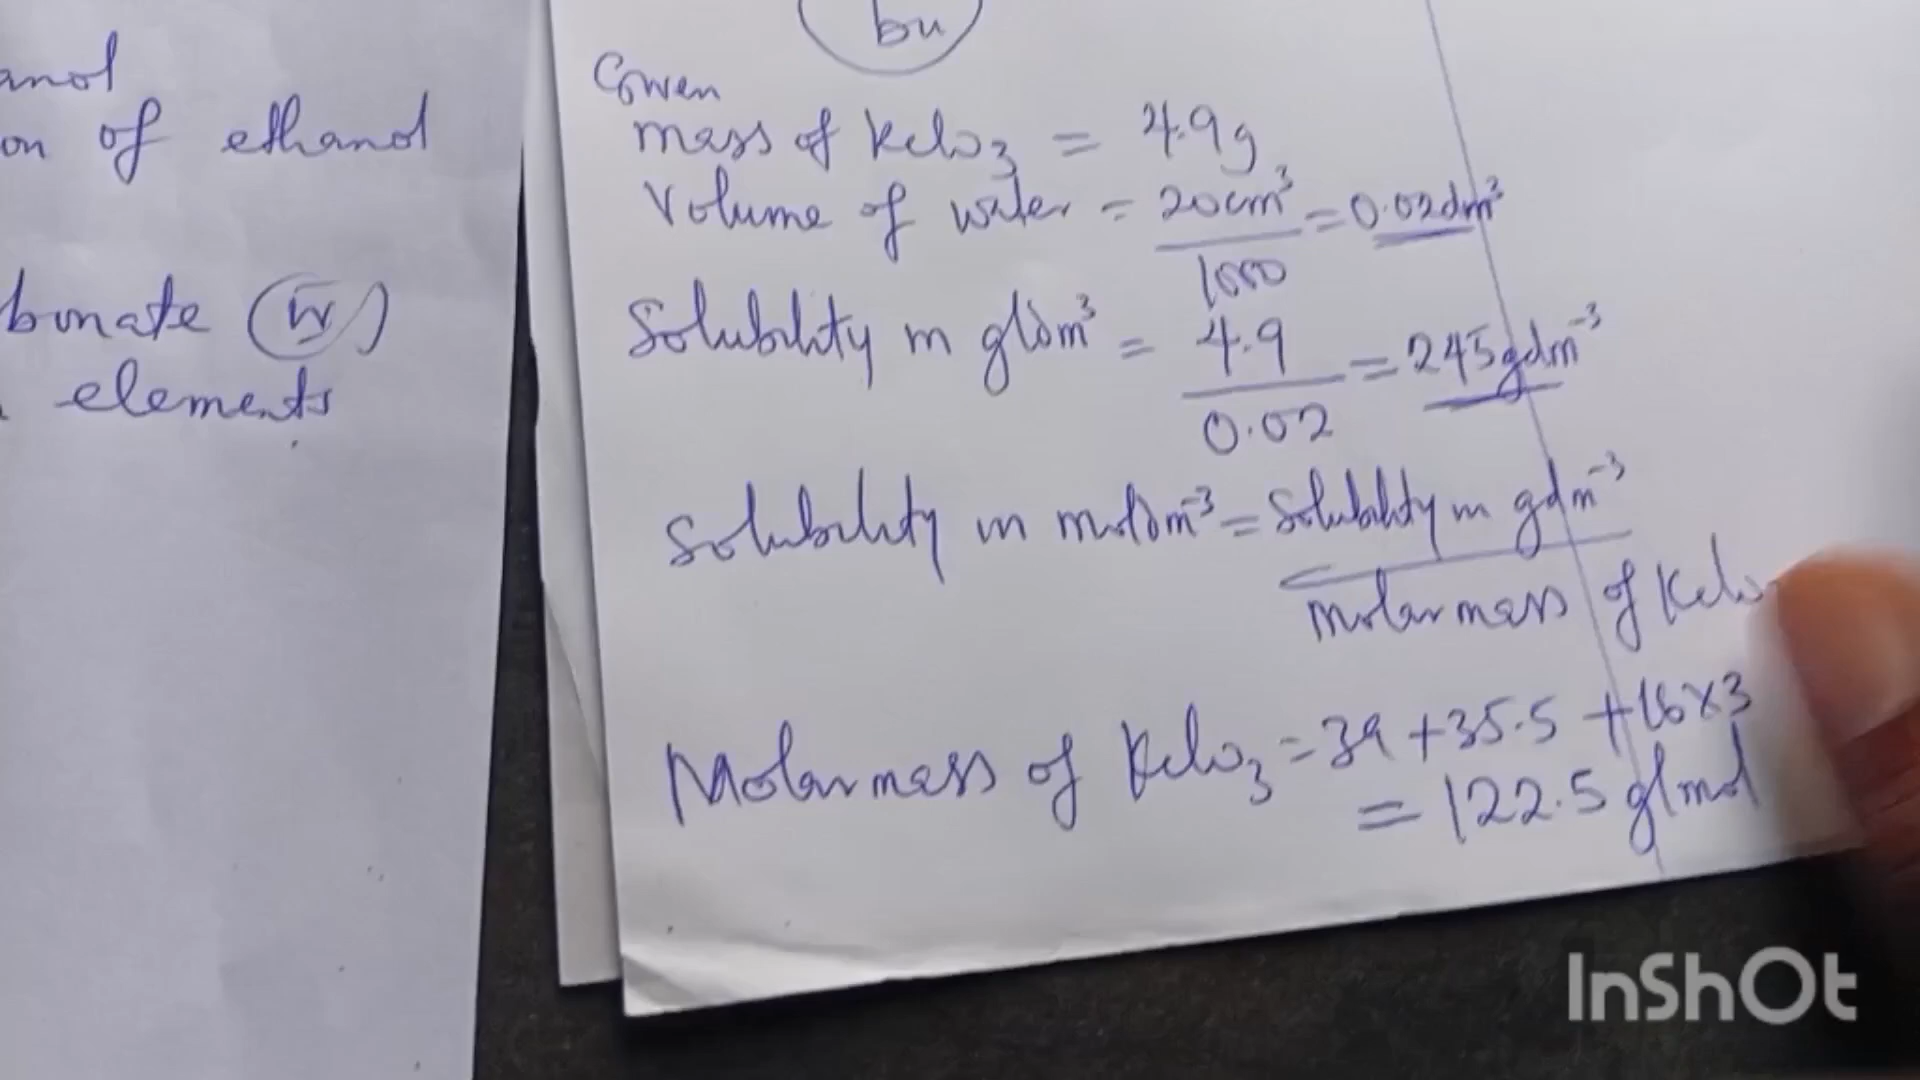 anol
on of ethanol
bonate (IV)
elements
bii
Given
mass of KClO3 = 4.9g
Volume of water = 20cm³/1000 = 0.02dm³
Solubility in g/dm³ = 4.9/0.02 = 245gdm⁻³
Solubility in mol/dm⁻³ = Solubility in gdm⁻³
Molar mass of KClO
Molar mass of KClO3 = 39 + 35.5 + 16x3
= 122.5 g/mol
InShOt